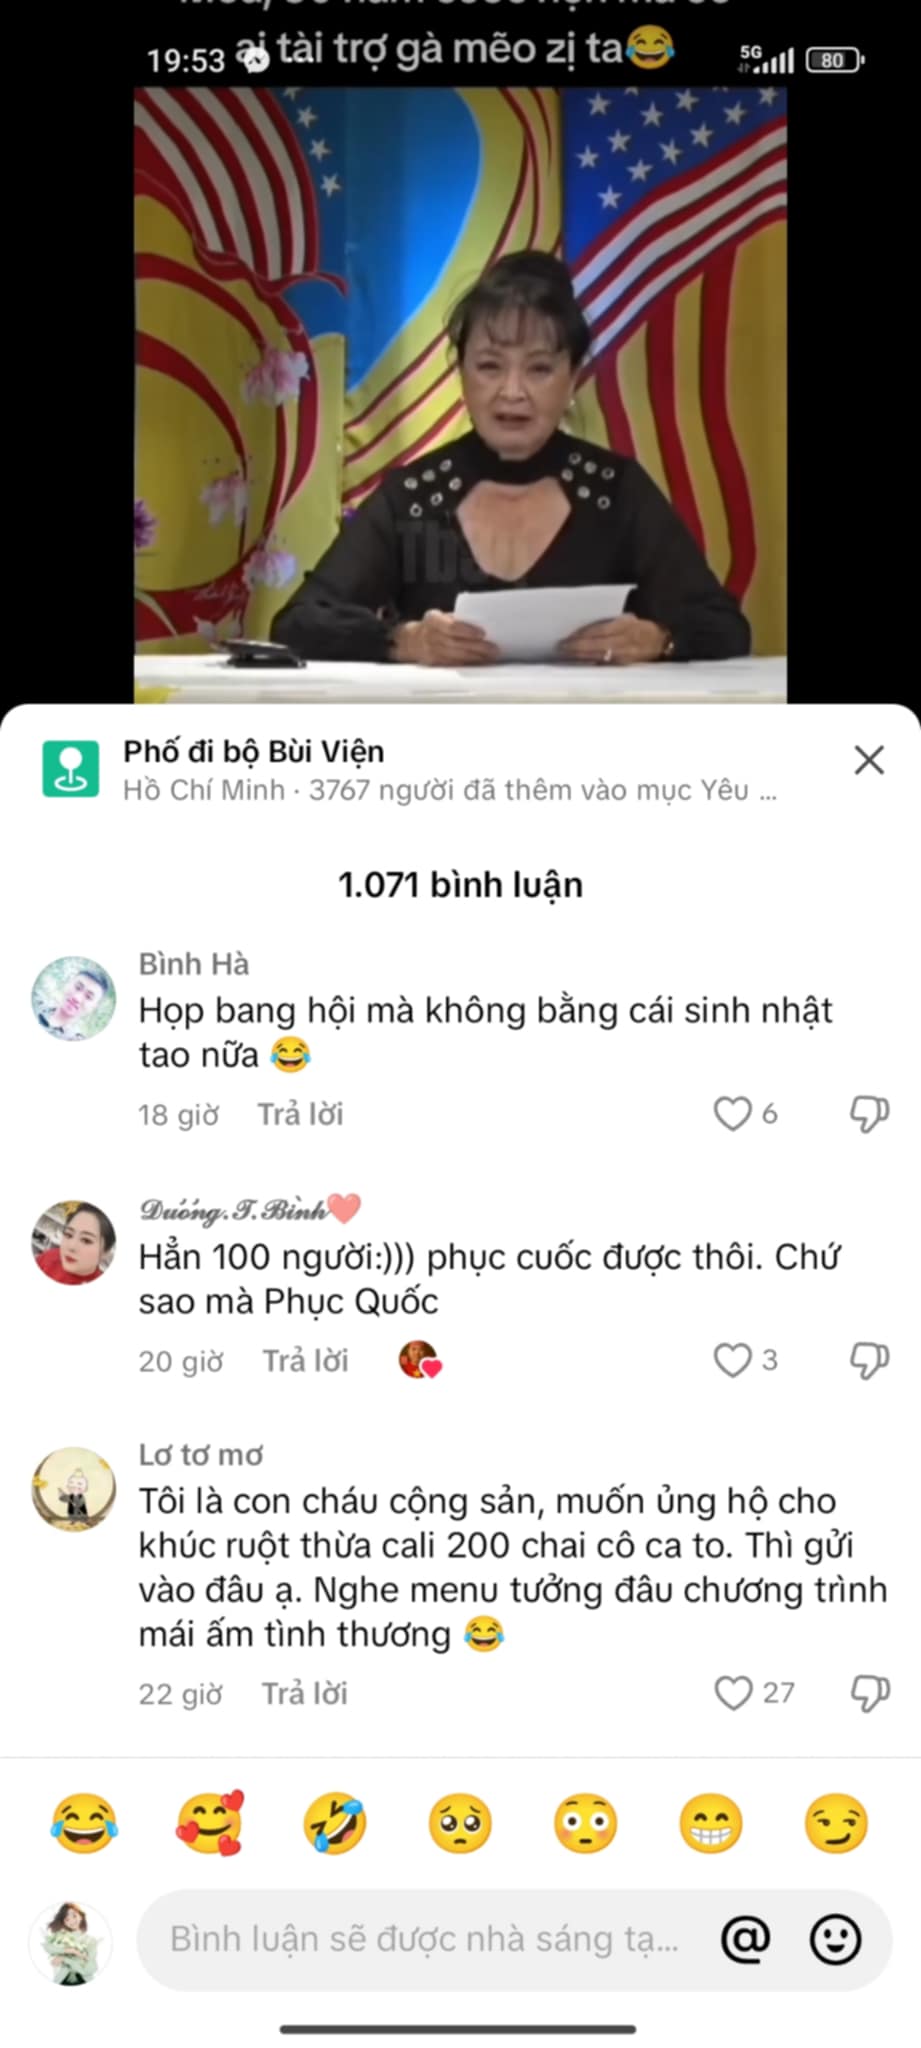 ai tài trợ gà mẽo zị ta😂
19:53
5G
80
Phố đi bộ Bùi Viện
Hồ Chí Minh · 3767 người đã thêm vào mục Yêu ...
1.071 bình luận
Bình Hà
Họp bang hội mà không bằng cái sinh nhật
tao nữa 😂
18 giờ Trả lời 6
𝓓ướng.𝓣.𝓑ình❤️
Hẳn 100 người:))) phục cuốc được thôi. Chứ
sao mà Phục Quốc
20 giờ Trả lời 3
Lơ tơ mơ
Tôi là con cháu cộng sản, muốn ủng hộ cho
khúc ruột thừa cali 200 chai cô ca to. Thì gửi
vào đâu ạ. Nghe menu tưởng đâu chương trình
mái ấm tình thương 😂
22 giờ Trả lời 27
Bình luận sẽ được nhà sáng tạ...